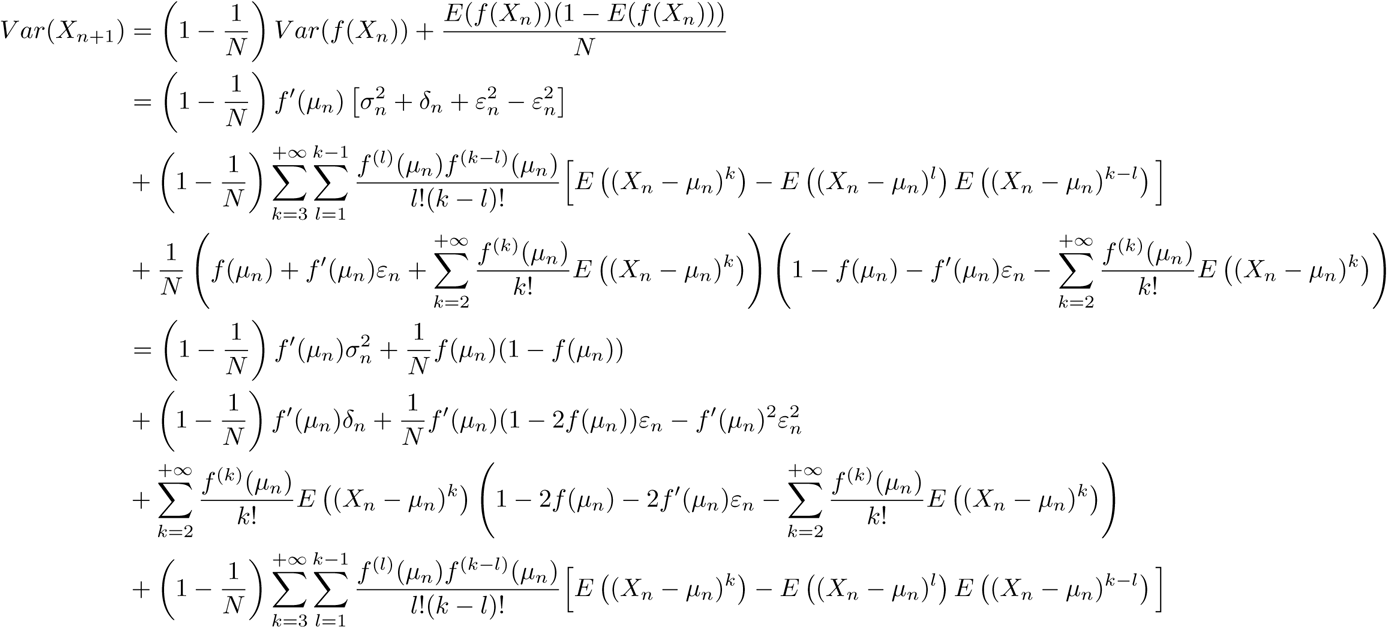 $Var(X_{n+1}) = \left(1 - \frac{1}{N}\right) Var(f(X_n)) + \frac{E(f(X_n))(1 - E(f(X_n)))}{N}$
$= \left(1 - \frac{1}{N}\right) f'(\mu_n) \left[\sigma_n^2 + \delta_n + \varepsilon_n^2 - \varepsilon_n^2\right]$
$+ \left(1 - \frac{1}{N}\right) \sum_{k=3}^{+\infty} \sum_{l=1}^{k-1} \frac{f^{(l)}(\mu_n) f^{(k-l)}(\mu_n)}{l!(k-l)!} \left[E\left((X_n - \mu_n)^k\right) - E\left((X_n - \mu_n)^l\right) E\left((X_n - \mu_n)^{k-l}\right)\right]$
$+ \frac{1}{N} \left(f(\mu_n) + f'(\mu_n)\varepsilon_n + \sum_{k=2}^{+\infty} \frac{f^{(k)}(\mu_n)}{k!} E\left((X_n - \mu_n)^k\right)\right) \left(1 - f(\mu_n) - f'(\mu_n)\varepsilon_n - \sum_{k=2}^{+\infty} \frac{f^{(k)}(\mu_n)}{k!} E\left((X_n - \mu_n)^k\right)\right)$
$= \left(1 - \frac{1}{N}\right) f'(\mu_n)\sigma_n^2 + \frac{1}{N} f(\mu_n)(1 - f(\mu_n))$
$+ \left(1 - \frac{1}{N}\right) f'(\mu_n)\delta_n + \frac{1}{N} f'(\mu_n)(1 - 2f(\mu_n))\varepsilon_n - f'(\mu_n)^2 \varepsilon_n^2$
$+ \sum_{k=2}^{+\infty} \frac{f^{(k)}(\mu_n)}{k!} E\left((X_n - \mu_n)^k\right) \left(1 - 2f(\mu_n) - 2f'(\mu_n)\varepsilon_n - \sum_{k=2}^{+\infty} \frac{f^{(k)}(\mu_n)}{k!} E\left((X_n - \mu_n)^k\right)\right)$
$+ \left(1 - \frac{1}{N}\right) \sum_{k=3}^{+\infty} \sum_{l=1}^{k-1} \frac{f^{(l)}(\mu_n) f^{(k-l)}(\mu_n)}{l!(k-l)!} \left[E\left((X_n - \mu_n)^k\right) - E\left((X_n - \mu_n)^l\right) E\left((X_n - \mu_n)^{k-l}\right)\right]$